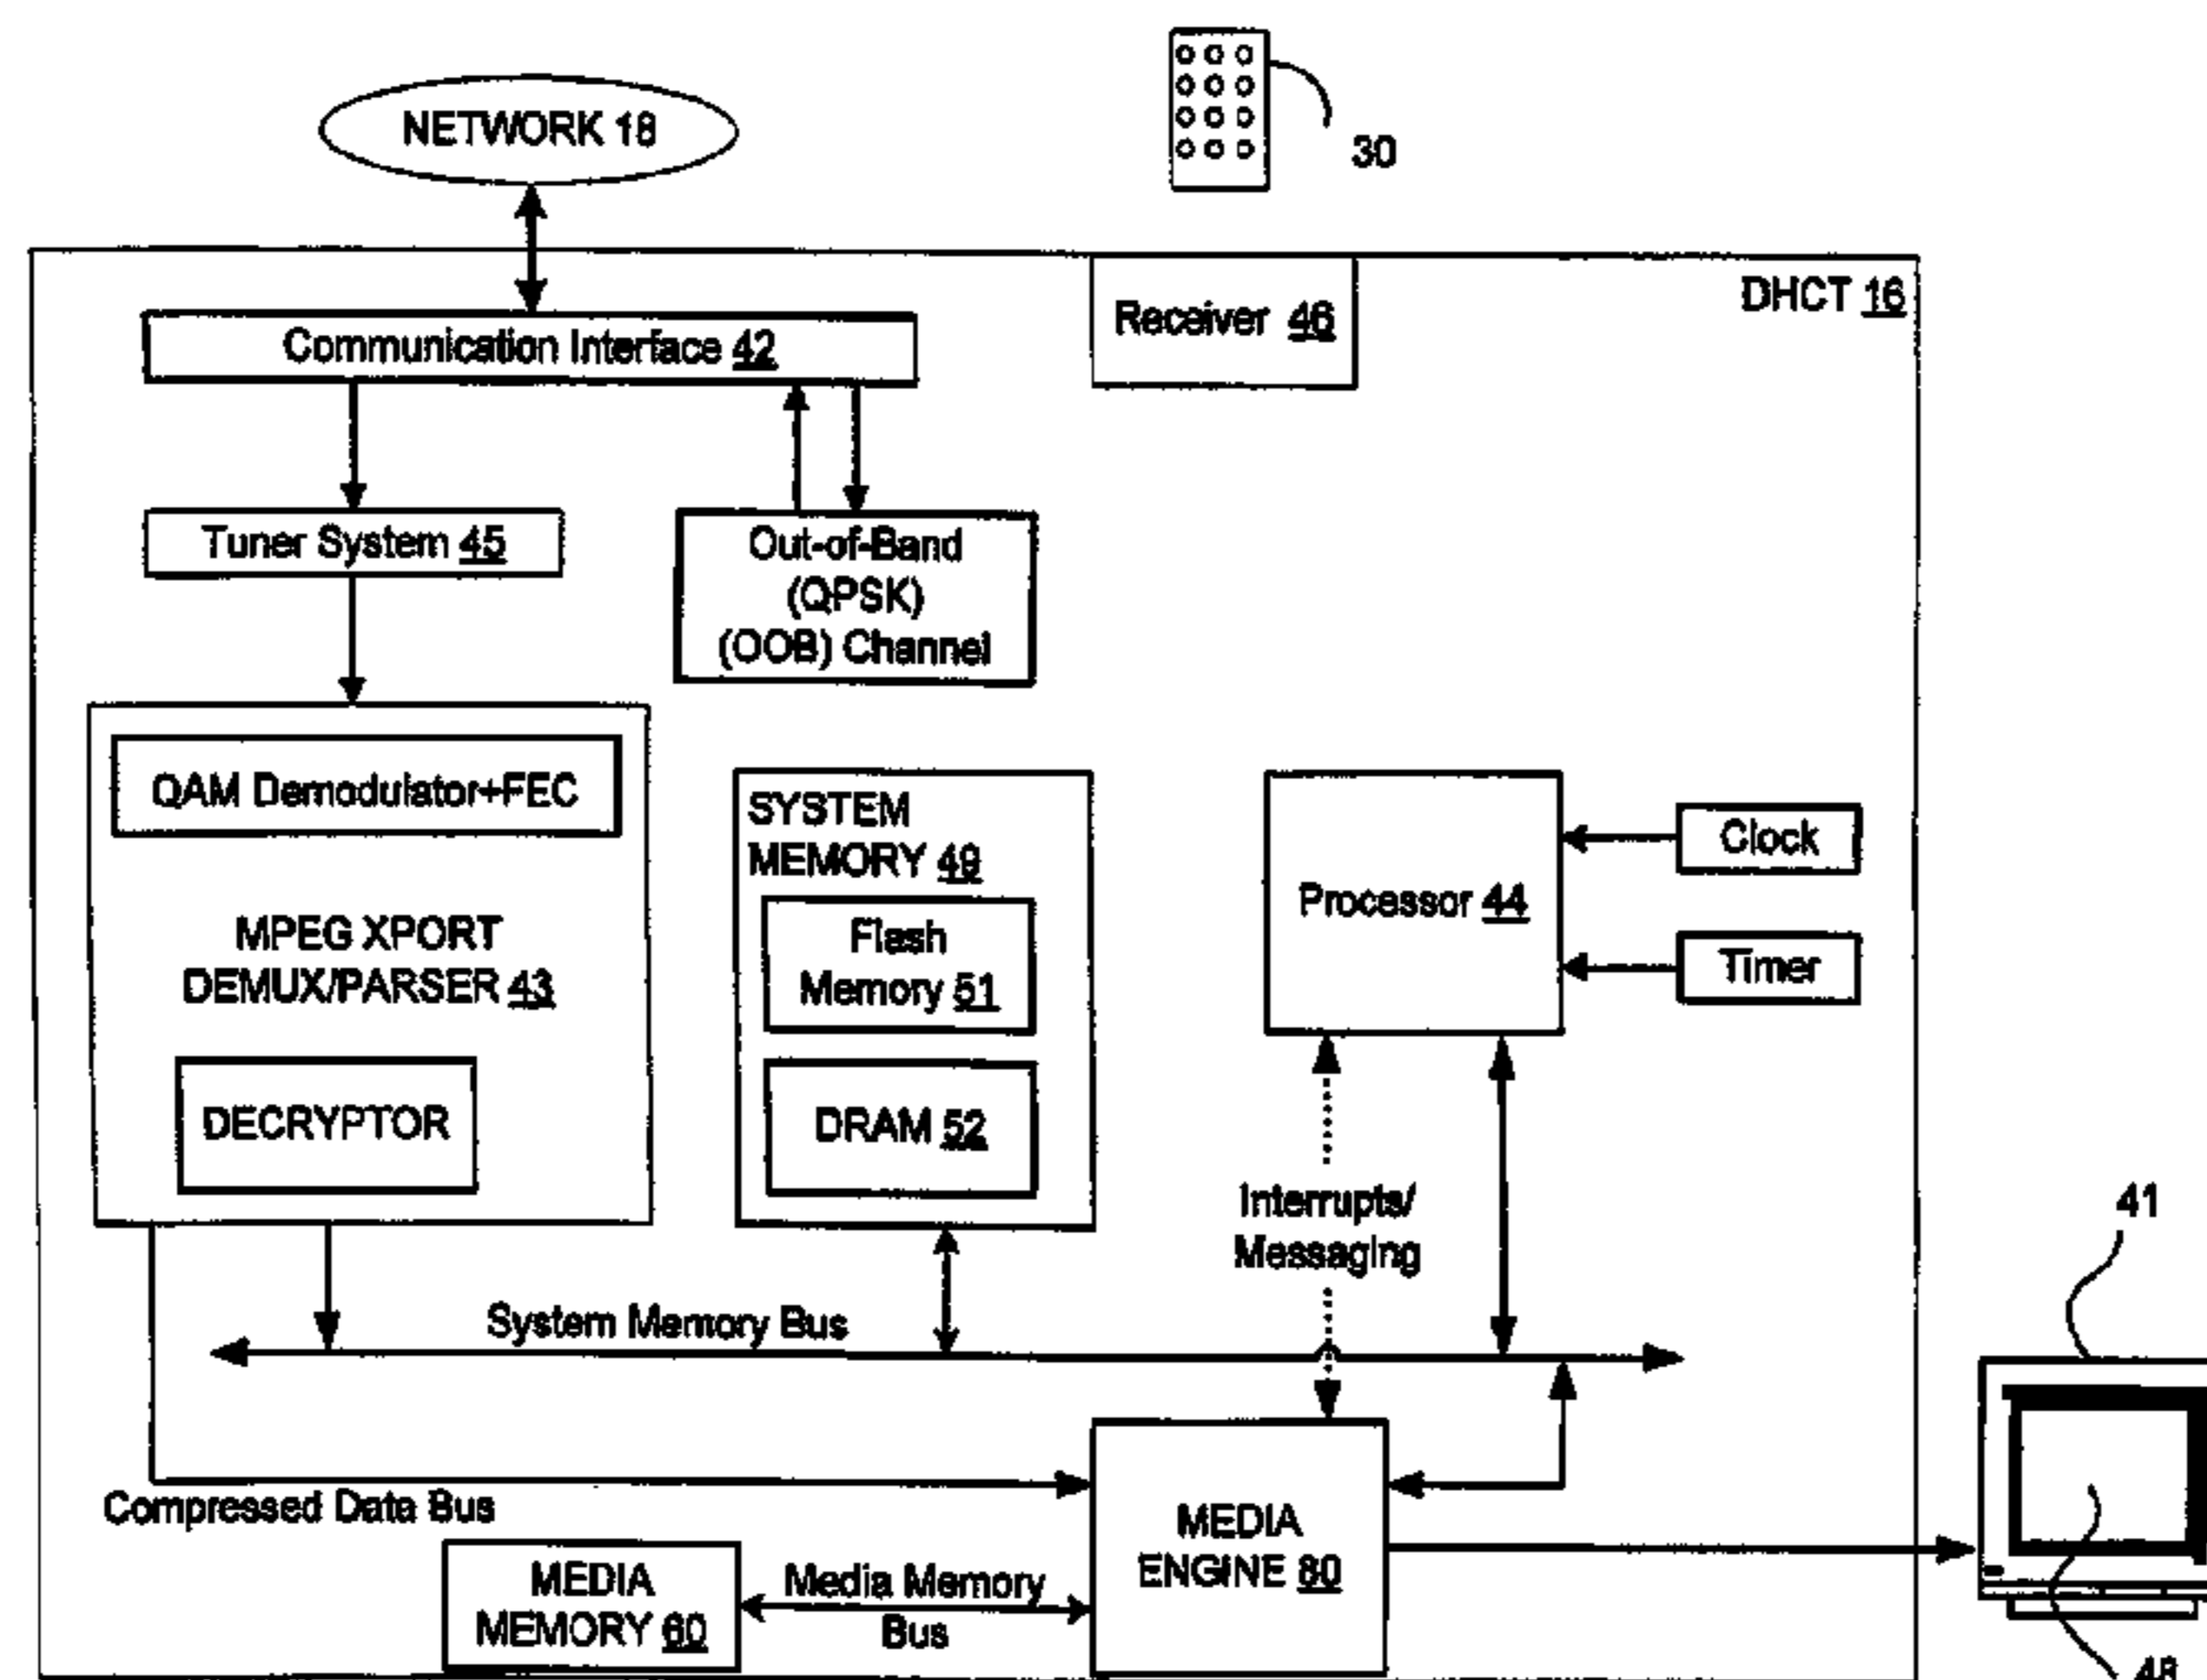 NETWORK 18
30
DHCT 16
Receiver 46
Communication Interface 42
Tuner System 45
Out-of-Band
(QPSK)
(OOB) Channel
QAM Demodulator+FEC
MPEG XPORT
DEMUX/PARSER 43
DECRYPTOR
SYSTEM
MEMORY 49
Flash
Memory 51
DRAM 52
Processor 44
Clock
Timer
Interrupts/
Messaging
41
System Memory Bus
Compressed Data Bus
MEDIA
ENGINE 80
MEDIA
MEMORY 60
Media Memory
Bus
48